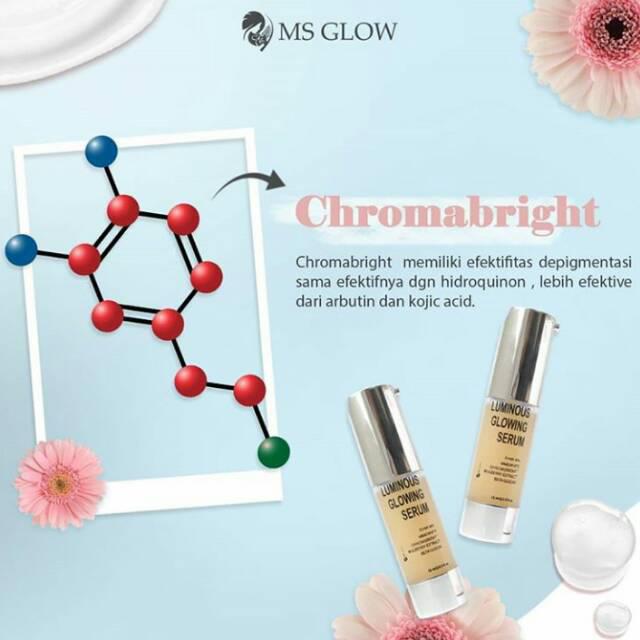 MS GLOW
Chromabright
Chromabright memiliki efektifitas depigmentasi
sama efektifnya dgn hidroquinon , lebih efektive
dari arbutin dan kojic acid.
LUMINOUS
GLOWING
SERUM
LUMINOUS
GLOWING
SERUM